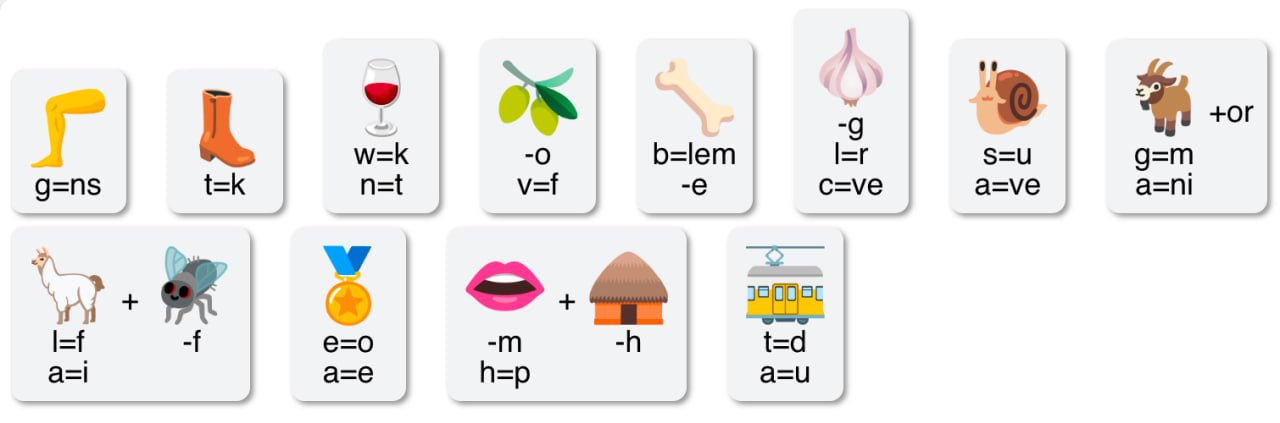 g=ns
t=k
w=k
n=t
-o
v=f
b=lem
-e
-g
l=r
c=ve
s=u
a=ve
+or
g=m
a=ni
+
l=f
a=i
-f
e=o
a=e
+
-m
h=p
-h
t=d
a=u